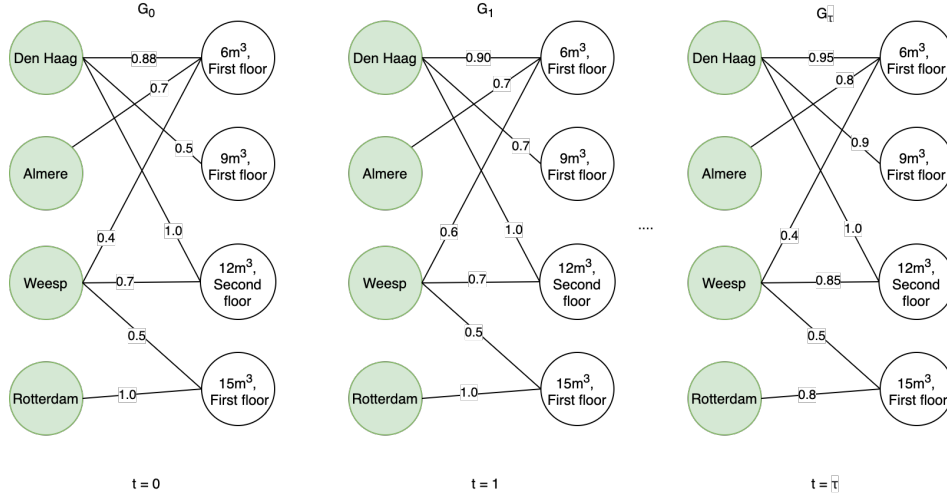 G0
Den Haag
0.88
6m³,
First floor
0.7
0.5
Almere
9m³,
First floor
0.4
1.0
Weesp
0.7
12m³,
Second
floor
0.5
Rotterdam
1.0
15m³,
First floor
t = 0
G1
Den Haag
0.90
6m³,
First floor
0.7
0.7
Almere
9m³,
First floor
0.6
1.0
Weesp
0.7
12m³,
Second
floor
0.5
Rotterdam
1.0
15m³,
First floor
t = 1
....
Gτ
Den Haag
0.95
6m³,
First floor
0.8
0.9
Almere
9m³,
First floor
0.4
1.0
Weesp
0.85
12m³,
Second
floor
0.5
Rotterdam
0.8
15m³,
First floor
t = τ